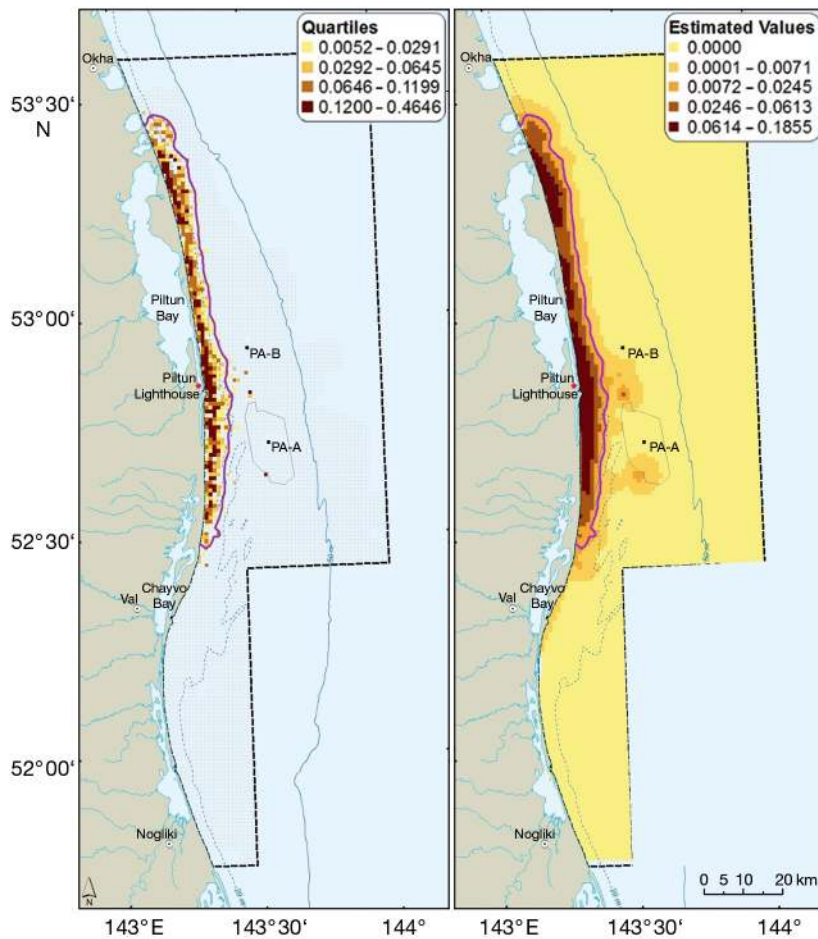 Quartiles
0.0052 – 0.0291
0.0292 – 0.0645
0.0646 – 0.1199
0.1200 – 0.4646
Estimated Values
0.0000
0.0001 – 0.0071
0.0072 – 0.0245
0.0246 – 0.0613
0.0614 – 0.1855
Okha
Piltun
Bay
PA-B
Piltun
Lighthouse
PA-A
Chayvo
Bay
Val
Nogliki
N
Okha
Piltun
Bay
PA-B
Piltun
Lighthouse
PA-A
Chayvo
Bay
Val
Nogliki
0 5 10 20 km
53°30‘
N
53°00‘
52°30‘
52°00‘
143°E
143°30‘
144°
143°E
143°30‘
144°